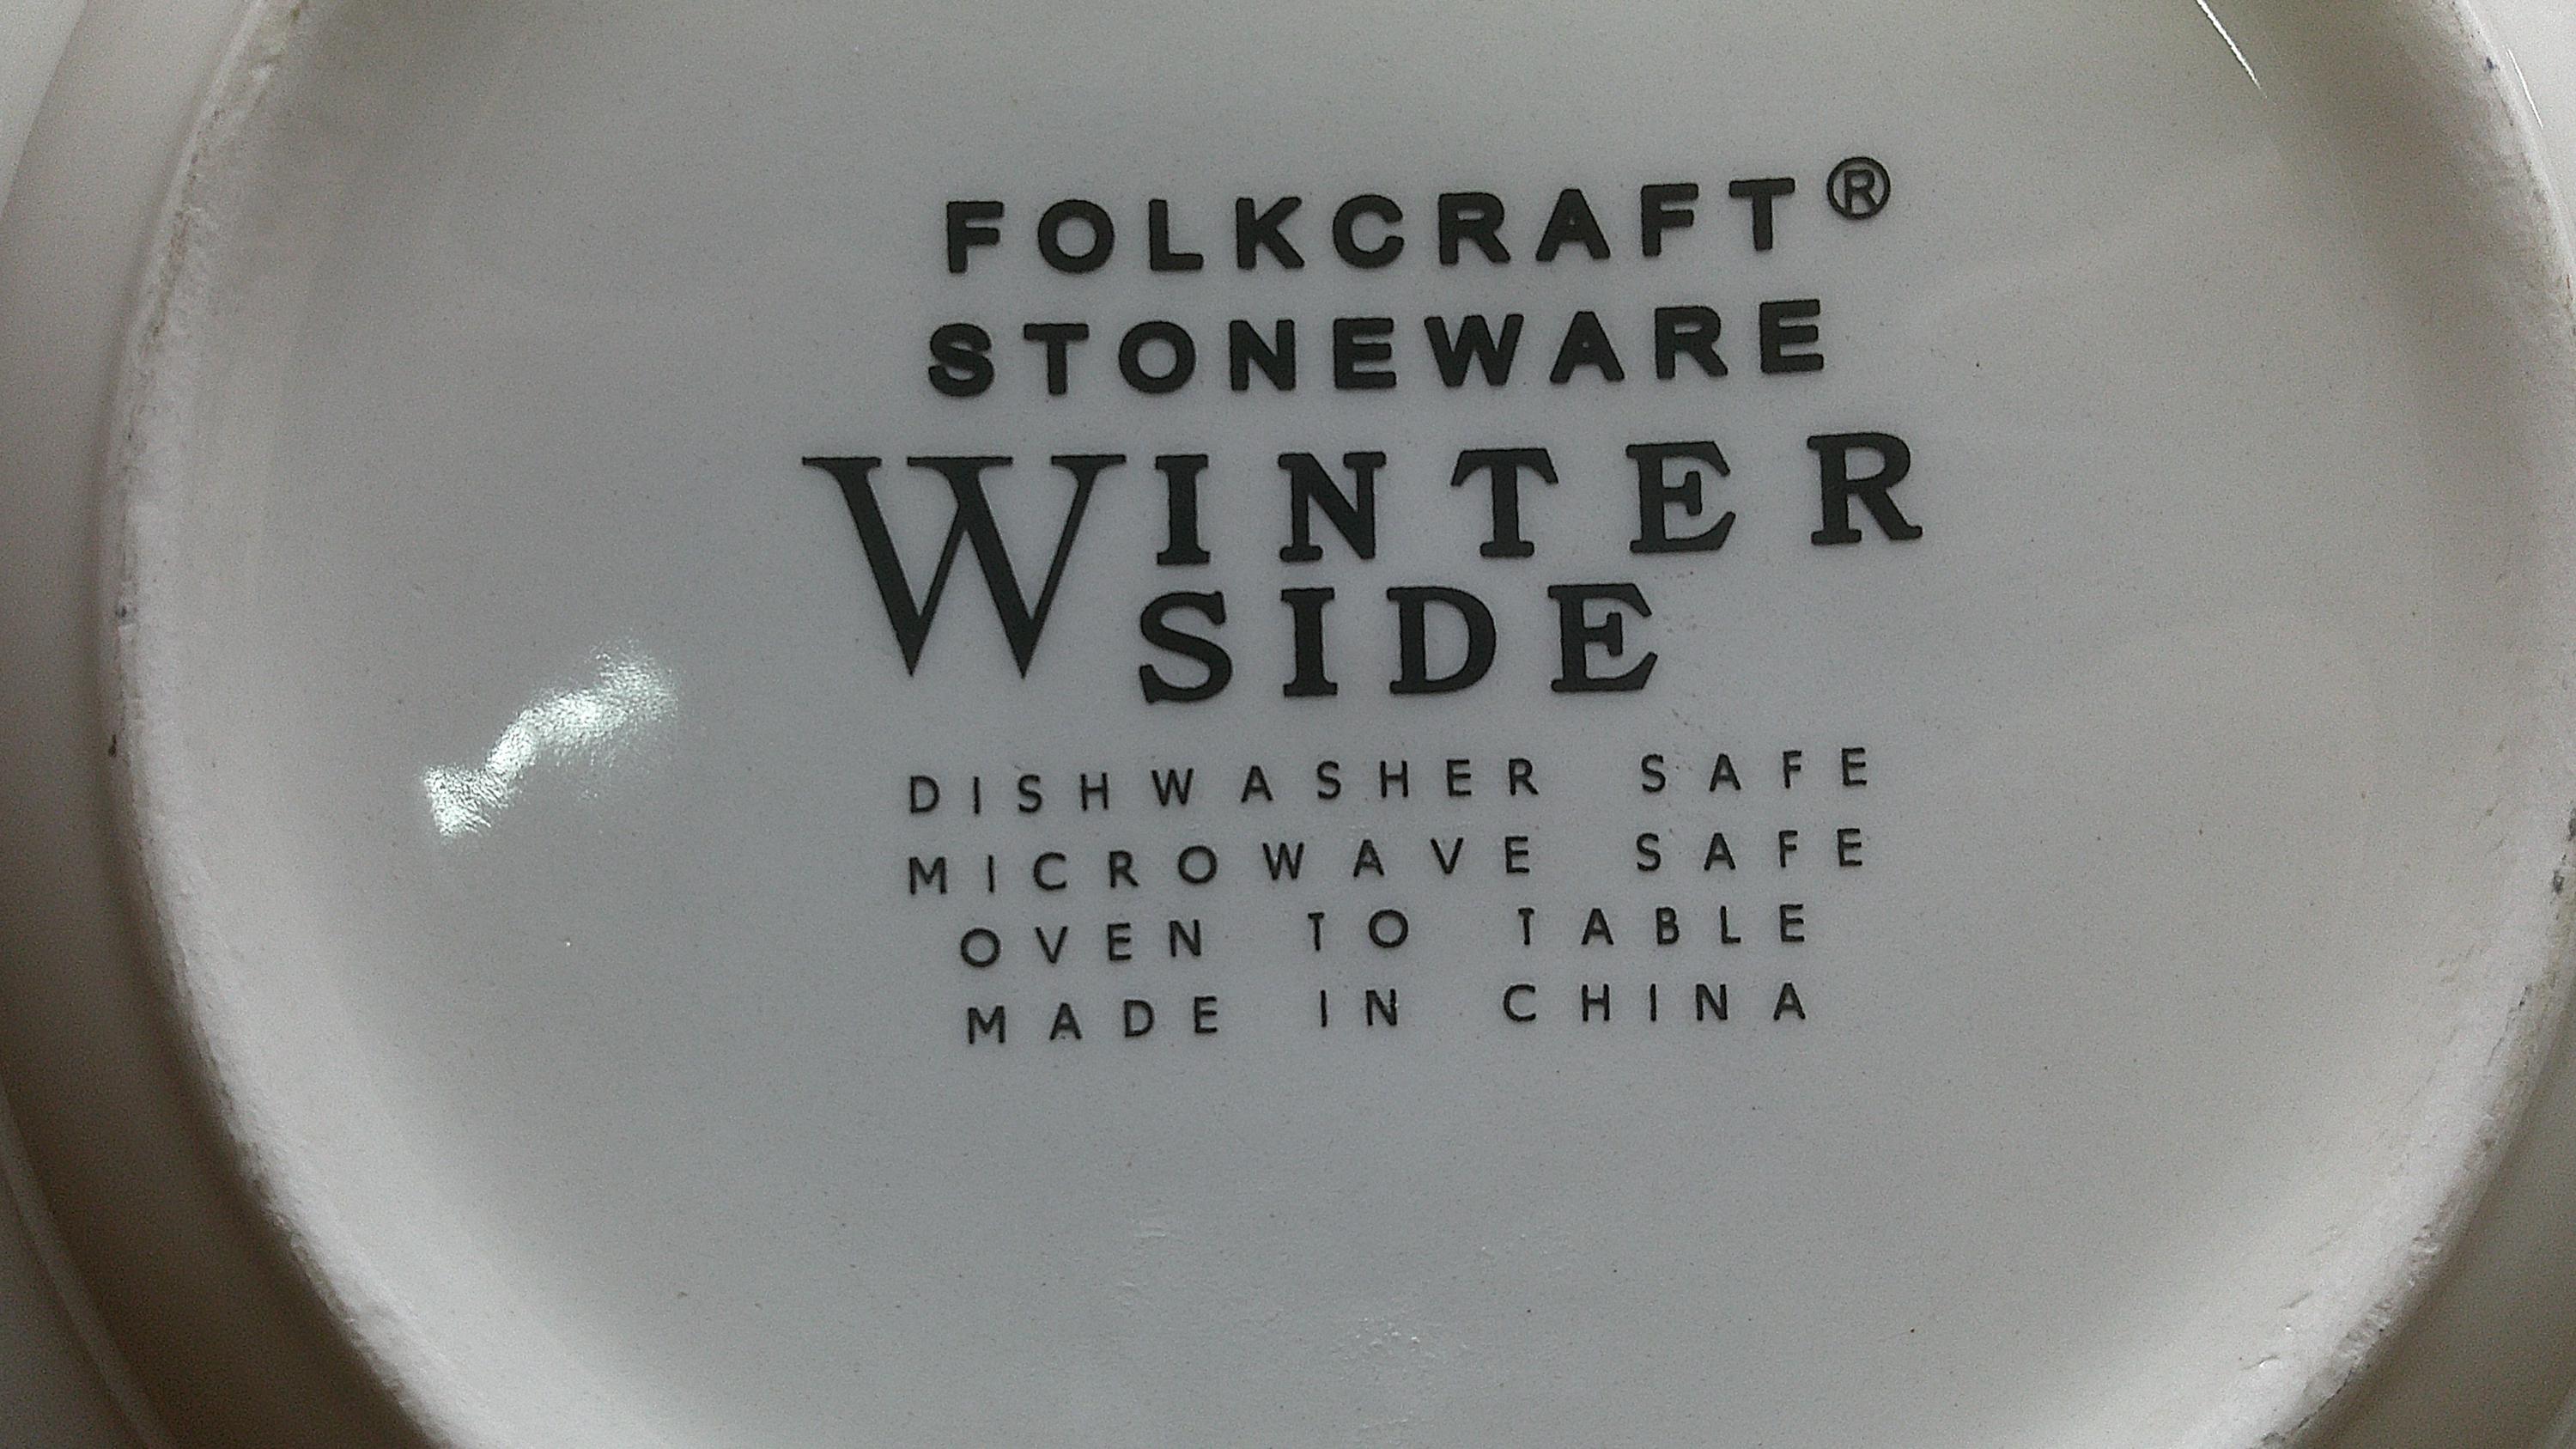 FOLKCRAFT®
STONEWARE
WINTER
SIDE
DISHWASHER SAFE
MICROWAVE SAFE
OVEN TO TABLE
MADE IN CHINA